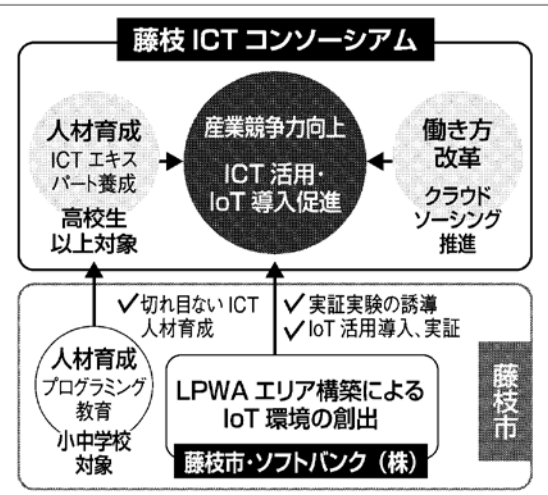 藤枝 ICT コンソーシアム
人材育成
ICT エキス
パート養成
高校生
以上対象
産業競争力向上
ICT 活用・
IoT 導入促進
働き方
改革
クラウド
ソーシング
推進
✓切れ目ない ICT
人材育成
✓実証実験の誘導
✓IoT 活用導入、実証
人材育成
プログラミング
教育
小中学校
対象
LPWA エリア構築による
IoT 環境の創出
藤枝市・ソフトバンク（株）
藤枝市